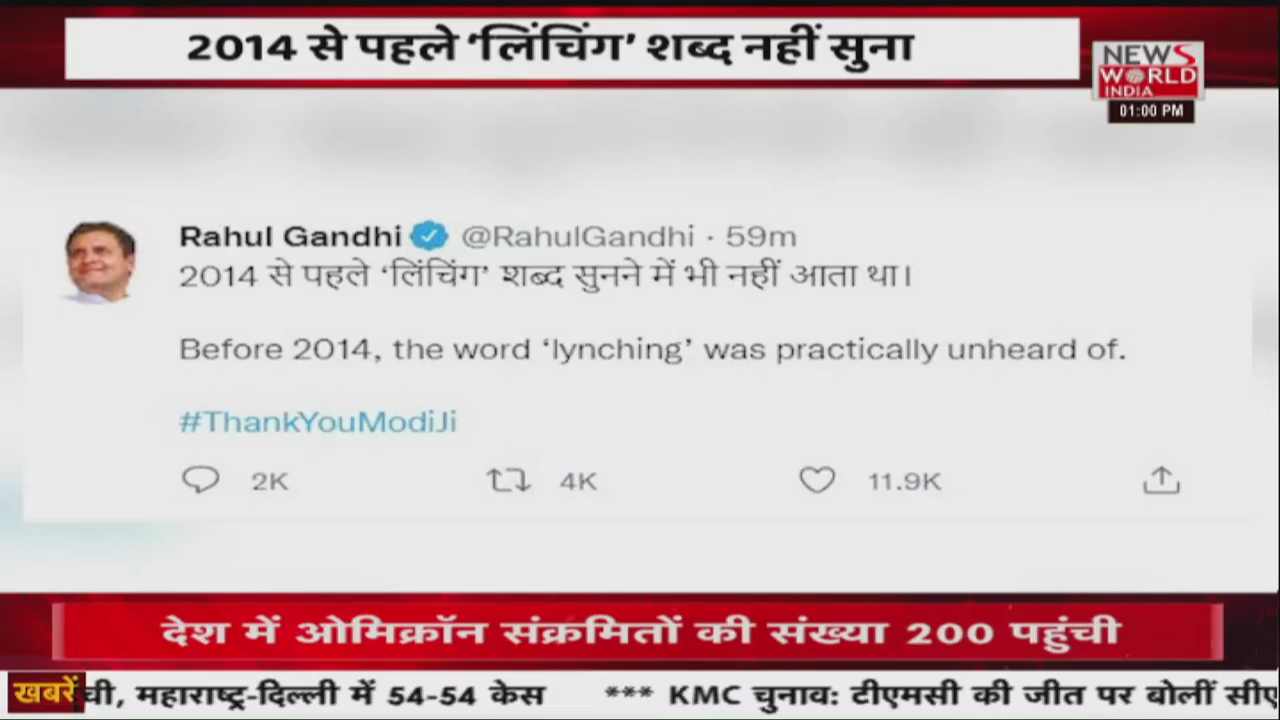 2014 से पहले ‘लिंचिंग’ शब्द नहीं सुना
NEWS
WORLD
INDIA
01:00 PM
Rahul Gandhi @RahulGandhi · 59m
2014 से पहले ‘लिंचिंग’ शब्द सुनने में भी नहीं आता था।
Before 2014, the word ‘lynching’ was practically unheard of.
#ThankYouModiJi
2K 4K 11.9K
देश में ओमिक्रॉन संक्रमितों की संख्या 200 पहुंची
खबरें ची, महाराष्ट्र-दिल्ली में 54-54 केस *** KMC चुनाव: टीएमसी की जीत पर बोलीं सीए